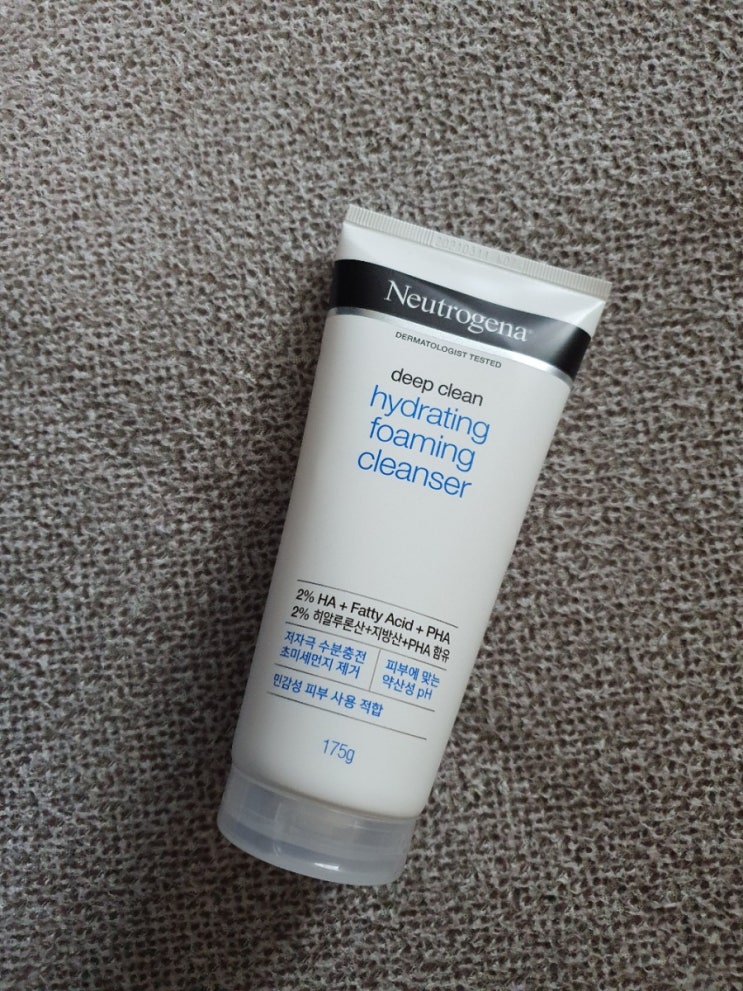 Neutrogena
DERMATOLOGIST TESTED
deep clean
hydrating
foaming
cleanser
2% HA + Fatty Acid + PHA
2% 히알루론산+지방산+PHA 함유
저자극 수분충전
초미세먼지 제거
피부에 맞는
약산성 pH
민감성 피부 사용 적합
175g